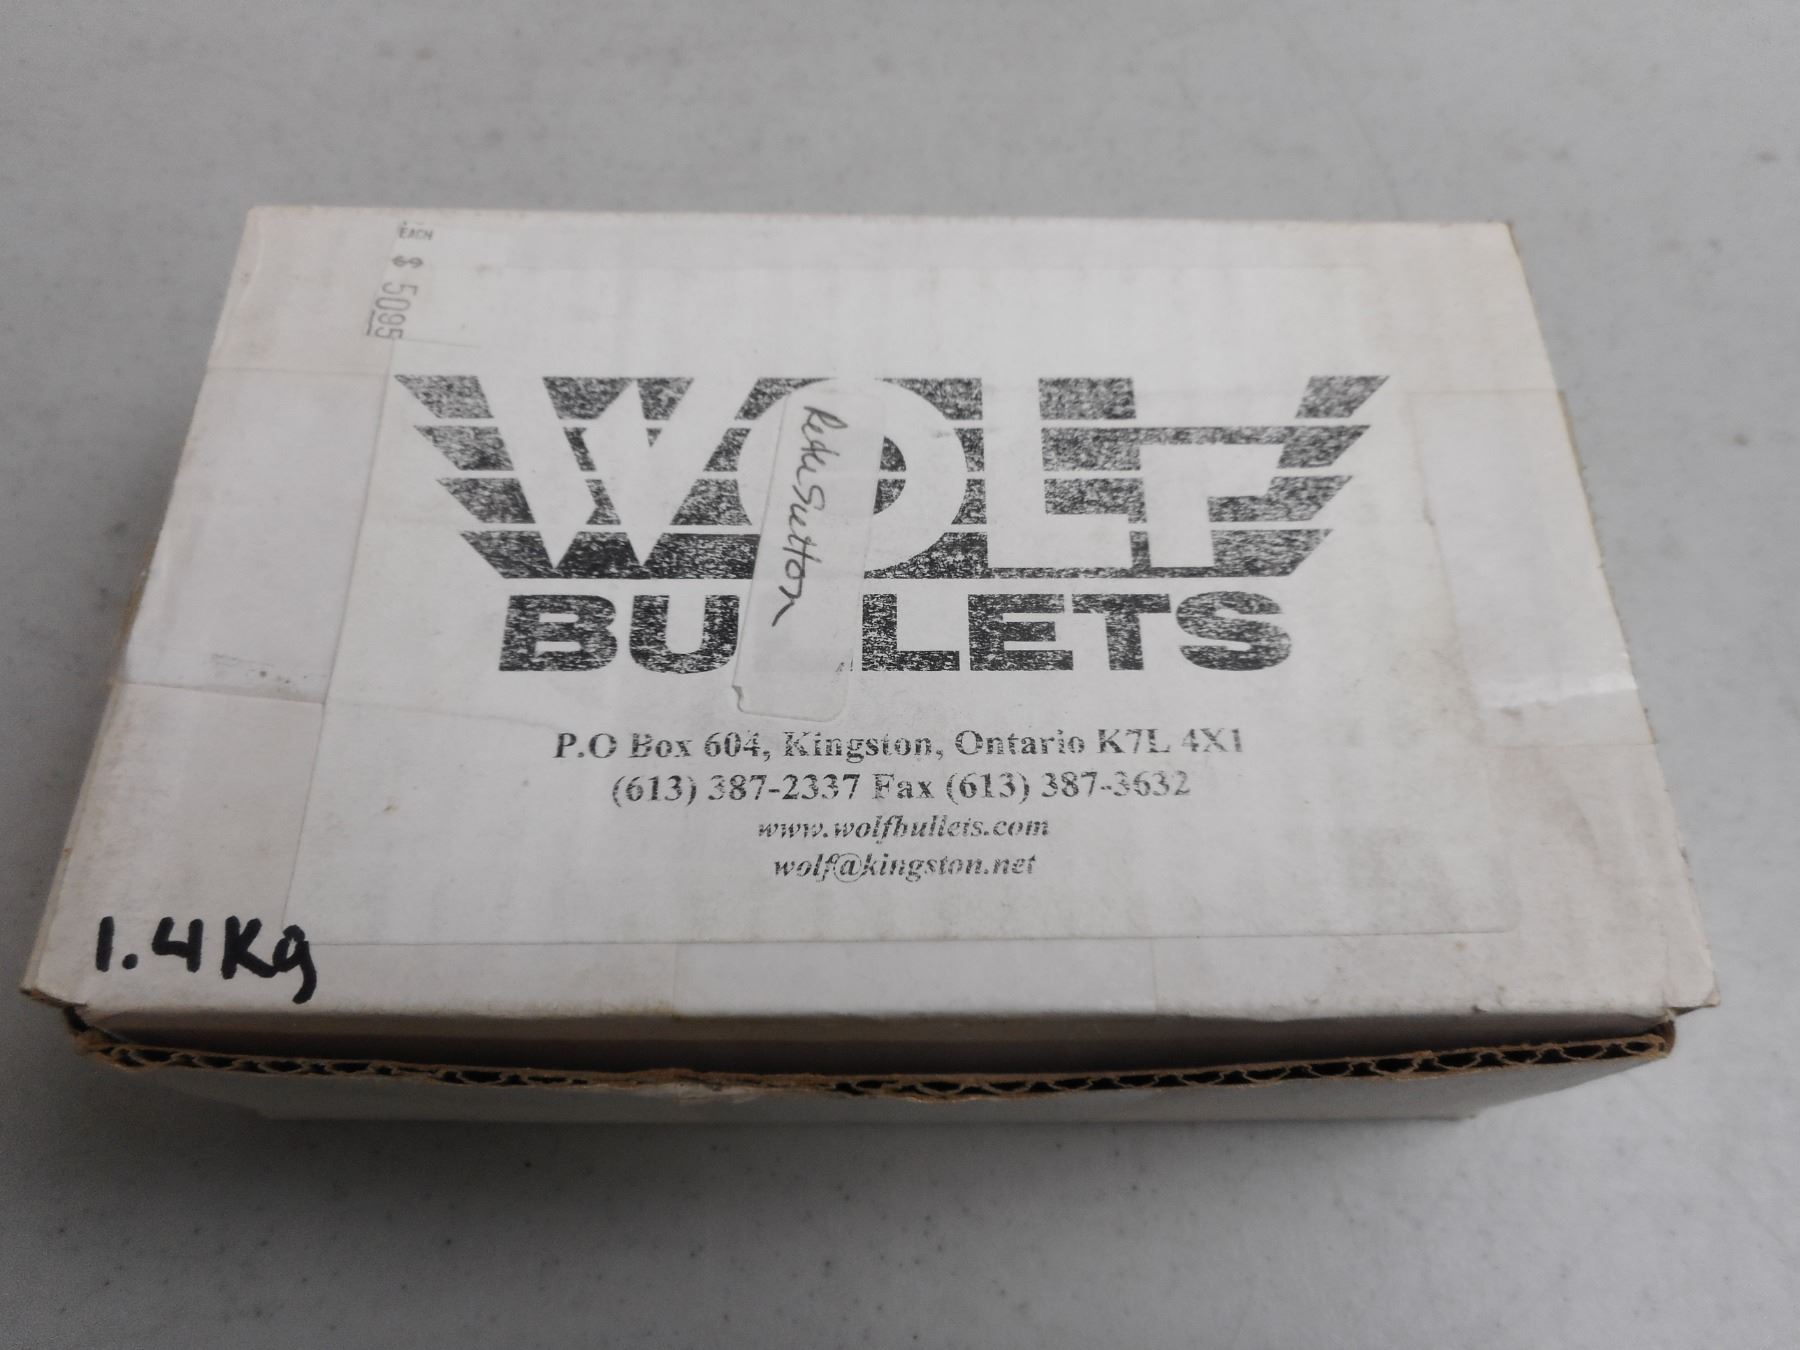 EACH
$ 5095
WOLF
BULLETS
Sutton
P.O Box 604, Kingston, Ontario K7L 4X1
(613) 387-2337 Fax (613) 387-3632
www.wolfbullets.com
wolf@kingston.net
1.4Kg